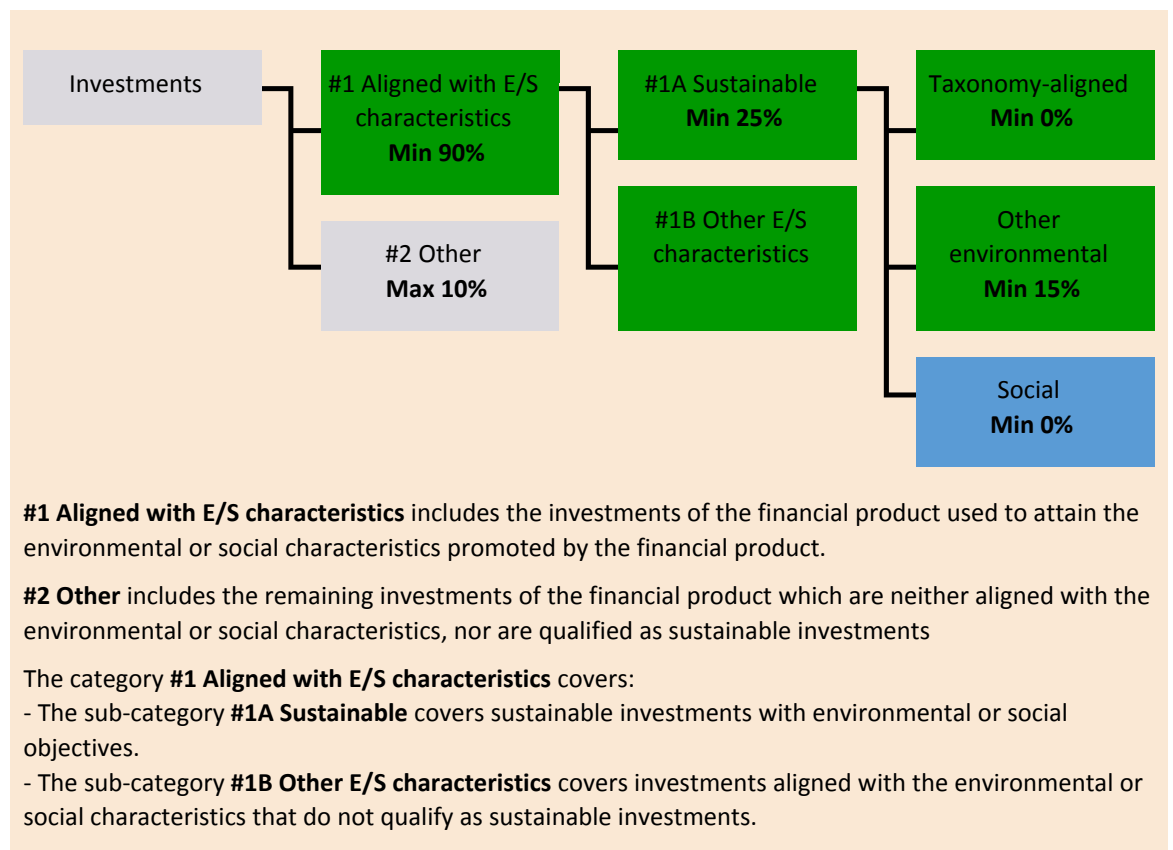 Investments
#1 Aligned with E/S
characteristics
Min 90%
#2 Other
Max 10%
#1A Sustainable
Min 25%
#1B Other E/S
characteristics
Taxonomy-aligned
Min 0%
Other
environmental
Min 15%
Social
Min 0%
#1 Aligned with E/S characteristics includes the investments of the financial product used to attain the
environmental or social characteristics promoted by the financial product.
#2 Other includes the remaining investments of the financial product which are neither aligned with the
environmental or social characteristics, nor are qualified as sustainable investments
The category #1 Aligned with E/S characteristics covers:
- The sub-category #1A Sustainable covers sustainable investments with environmental or social
objectives.
- The sub-category #1B Other E/S characteristics covers investments aligned with the environmental or
social characteristics that do not qualify as sustainable investments.